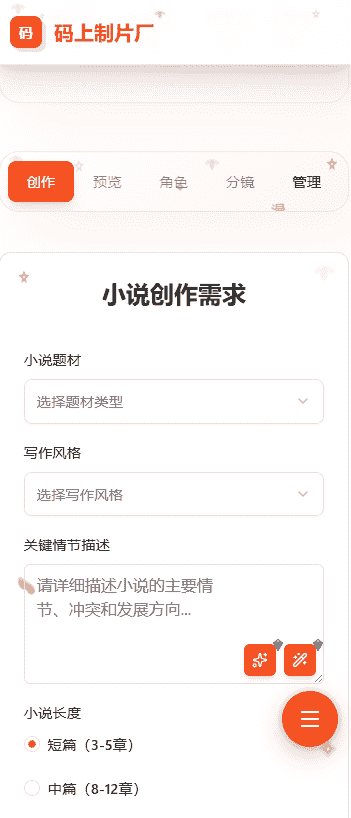 码 码上制片厂
创作 预览 角色 分镜 管理
小说创作需求
小说题材
选择题材类型
写作风格
选择写作风格
关键情节描述
请详细描述小说的主要情
节、冲突和发展方向...
小说长度
短篇（3-5章）
中篇（8-12章）